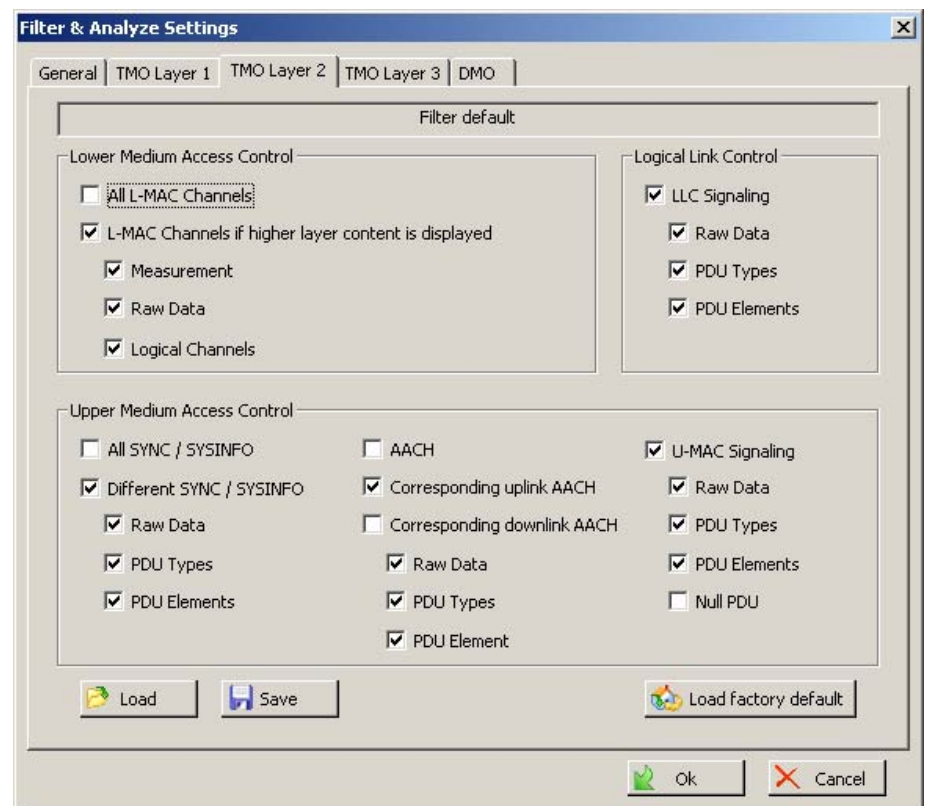 Filter & Analyze Settings
General
TMO Layer 1
TMO Layer 2
TMO Layer 3
DMO
Filter default
Lower Medium Access Control
All L-MAC Channels
L-MAC Channels if higher layer content is displayed
Measurement
Raw Data
Logical Channels
Logical Link Control
LLC Signaling
Raw Data
PDU Types
PDU Elements
Upper Medium Access Control
All SYNC / SYSINFO
Different SYNC / SYSINFO
Raw Data
PDU Types
PDU Elements
AACH
Corresponding uplink AACH
Corresponding downlink AACH
Raw Data
PDU Types
PDU Element
U-MAC Signaling
Raw Data
PDU Types
PDU Elements
Null PDU
Load
Save
Load factory default
Ok
Cancel